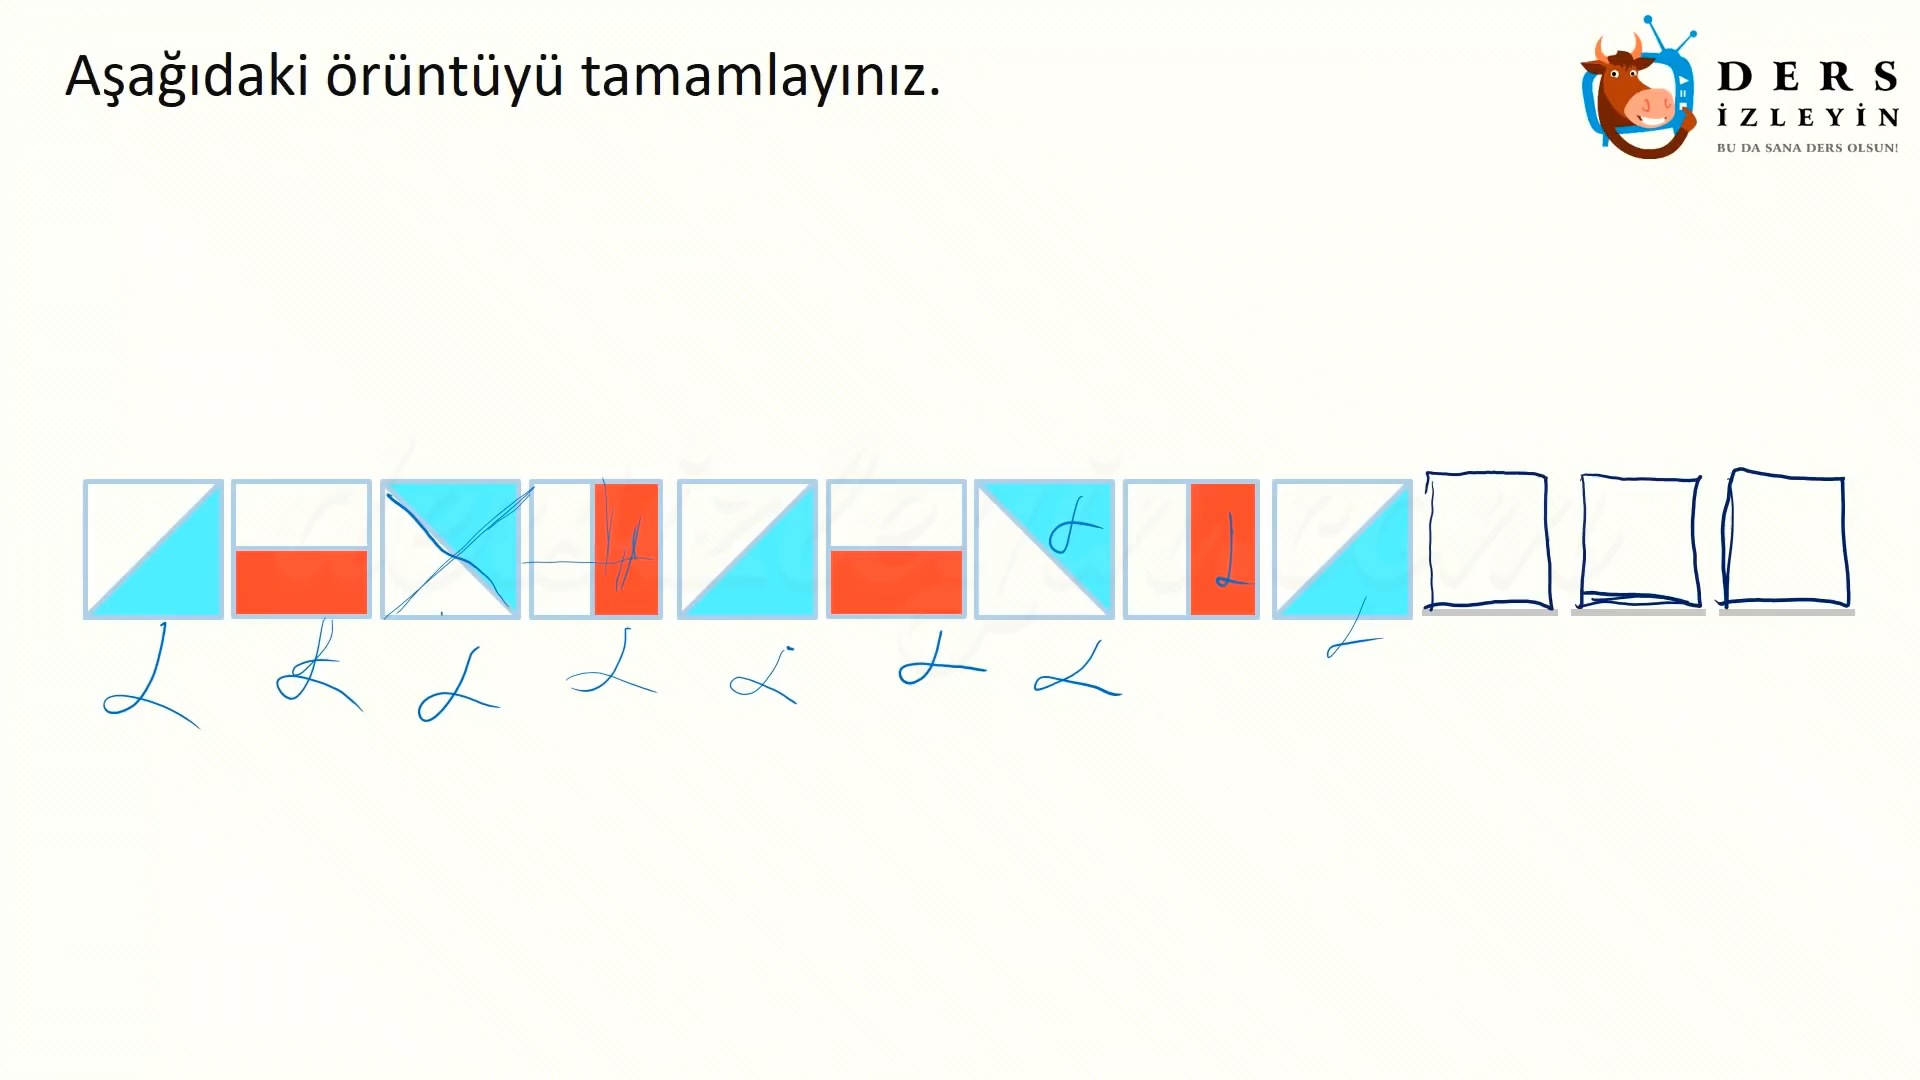 Aşağıdaki örüntüyü tamamlayınız.
DERS
İZLEYİN
BU DA SANA DERS OLSUN!